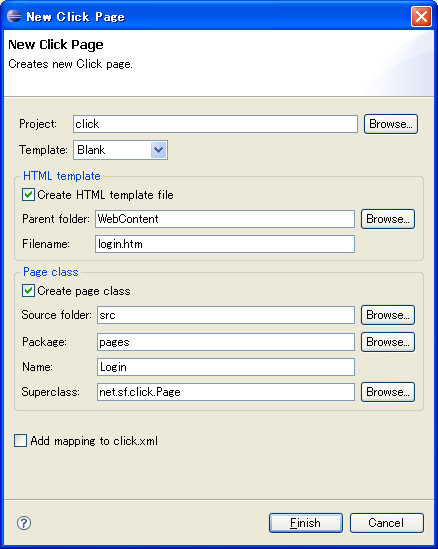 New Click Page
New Click Page
Creates new Click page.
Project: click Browse...
Template: Blank
HTML template
Create HTML template file
Parent folder: WebContent Browse...
Filename: login.htm
Page class
Create page class
Source folder: src Browse...
Package: pages Browse...
Name: Login
Superclass: net.sf.click.Page Browse...
Add mapping to click.xml
? Finish Cancel